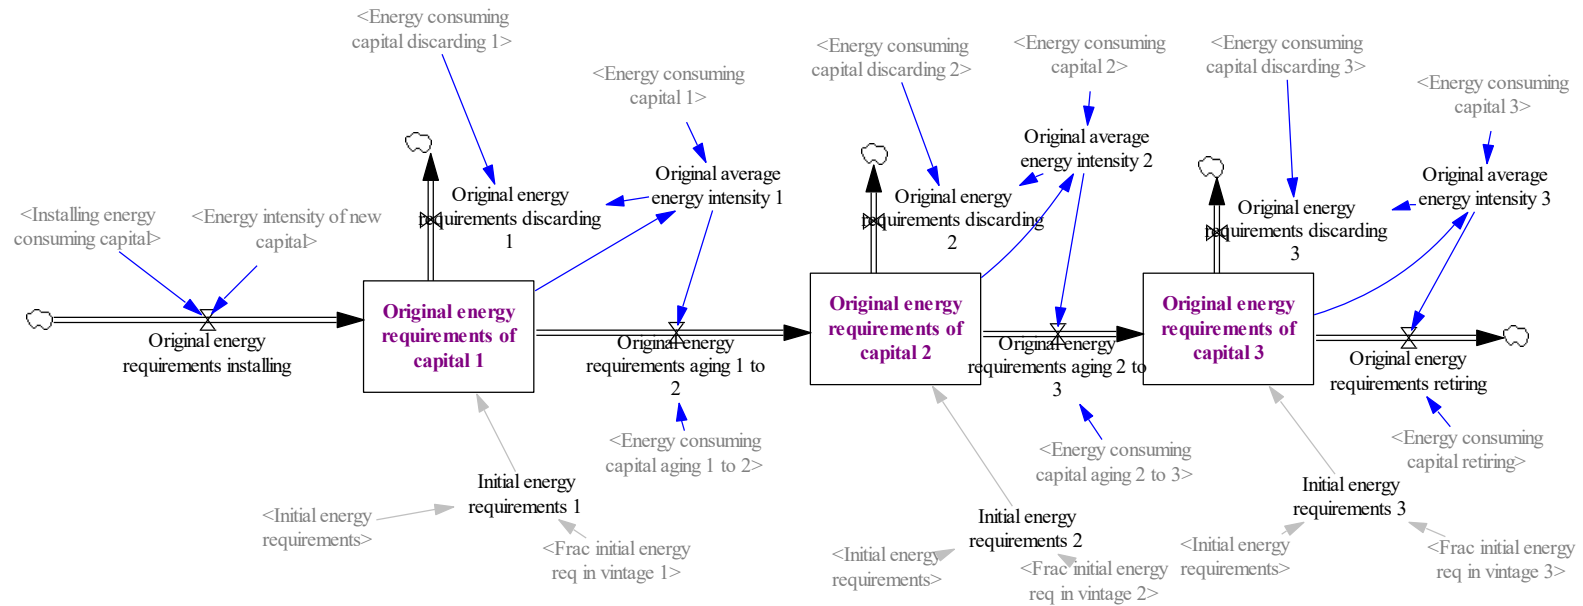 <Energy consuming
capital discarding 1>
<Energy consuming
capital 1>
<Energy consuming
capital discarding 2>
<Energy consuming
capital 2>
<Energy consuming
capital discarding 3>
<Energy consuming
capital 3>
Original average
energy intensity 1
Original average
energy intensity 2
Original average
energy intensity 3
Original energy
requirements discarding
1
Original energy
requirements discarding
2
Original energy
requirements discarding
3
<Installing energy
consuming capital>
<Energy intensity of new
capital>
Original energy
requirements installing
Original energy
requirements of
capital 1
Original energy
requirements aging 1 to
2
Original energy
requirements of
capital 2
Original energy
requirements aging 2 to
3
Original energy
requirements of
capital 3
Original energy
requirements retiring
<Energy consuming
capital aging 1 to 2>
<Energy consuming
capital aging 2 to 3>
<Energy consuming
capital retiring>
Initial energy
requirements 1
<Initial energy
requirements>
<Frac initial energy
req in vintage 1>
Initial energy
requirements 2
<Initial energy
requirements>
<Frac initial energy
req in vintage 2>
Initial energy
requirements 3
<Initial energy
requirements>
<Frac initial energy
req in vintage 3>